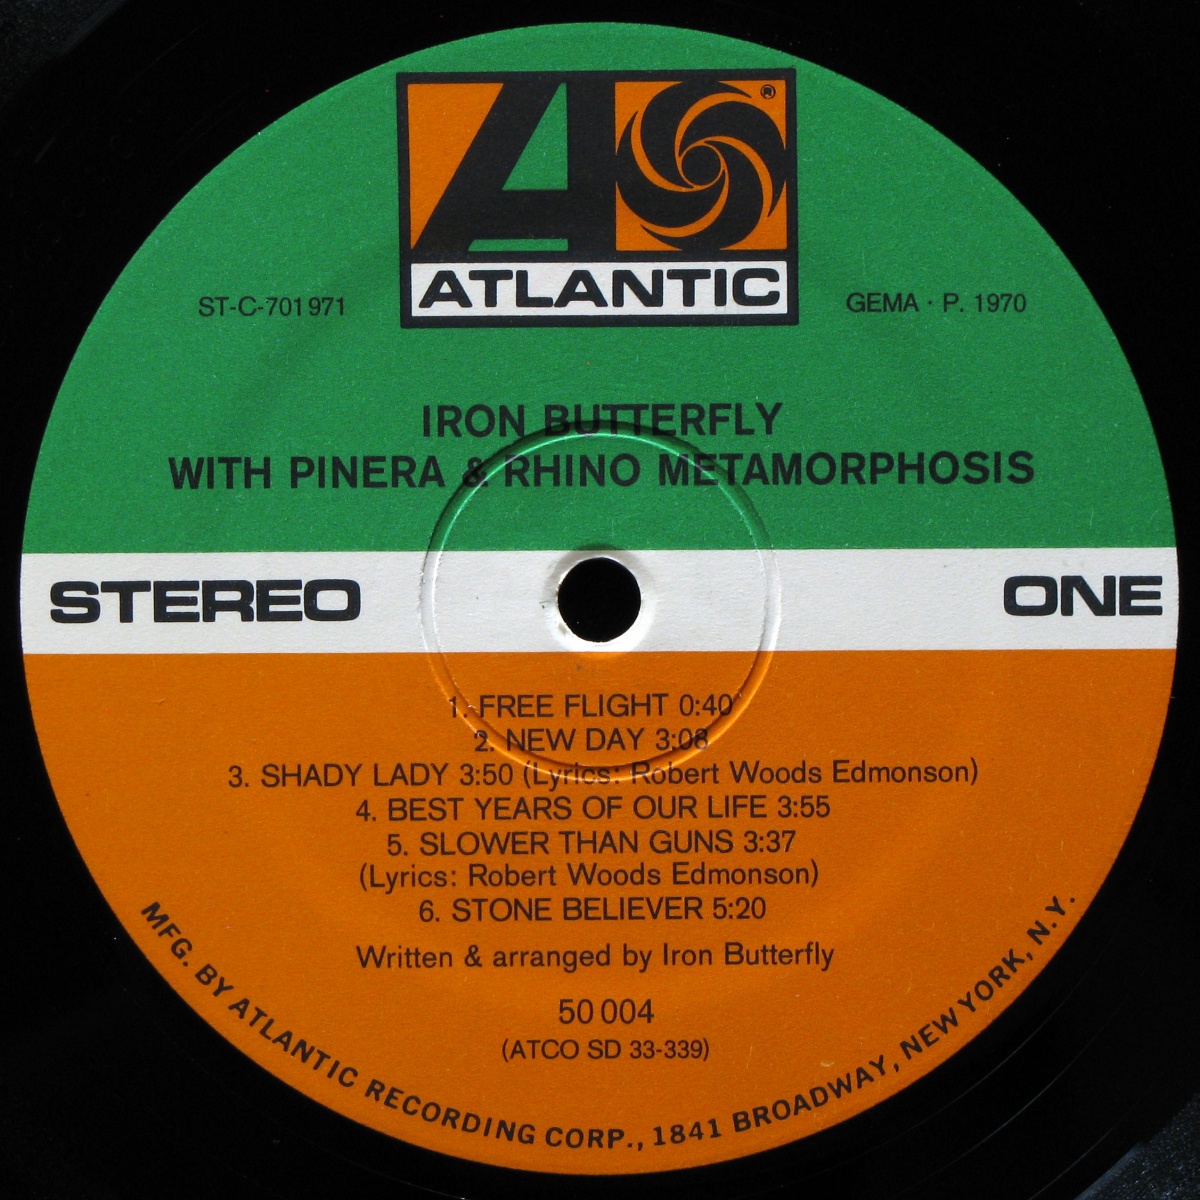 ®
ATLANTIC
ST-C-701971
GEMA · P. 1970
IRON BUTTERFLY
WITH PINERA & RHINO METAMORPHOSIS
STEREO
ONE
1. FREE FLIGHT 0:40
2. NEW DAY 3:08
3. SHADY LADY 3:50 (Lyrics: Robert Woods Edmonson)
4. BEST YEARS OF OUR LIFE 3:55
5. SLOWER THAN GUNS 3:37
(Lyrics: Robert Woods Edmonson)
6. STONE BELIEVER 5:20
Written & arranged by Iron Butterfly
50 004
(ATCO SD 33-339)
MFG. BY ATLANTIC RECORDING CORP., 1841 BROADWAY, NEW YORK, N.Y.